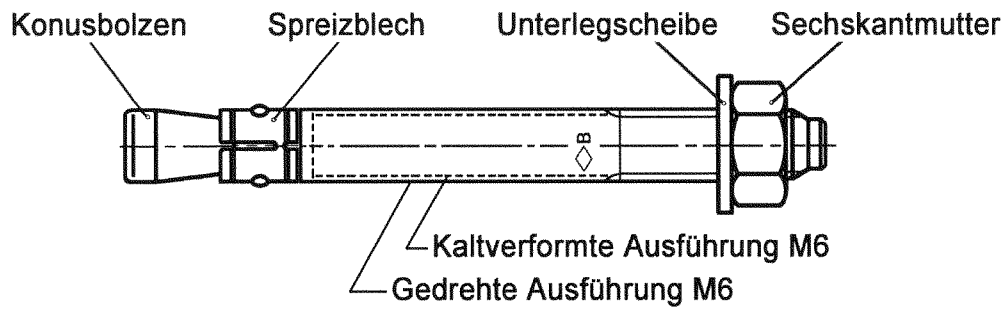 Konusbolzen Spreizblech Unterlegscheibe Sechskantmutter
B
Kaltverformte Ausführung M6
Gedrehte Ausführung M6